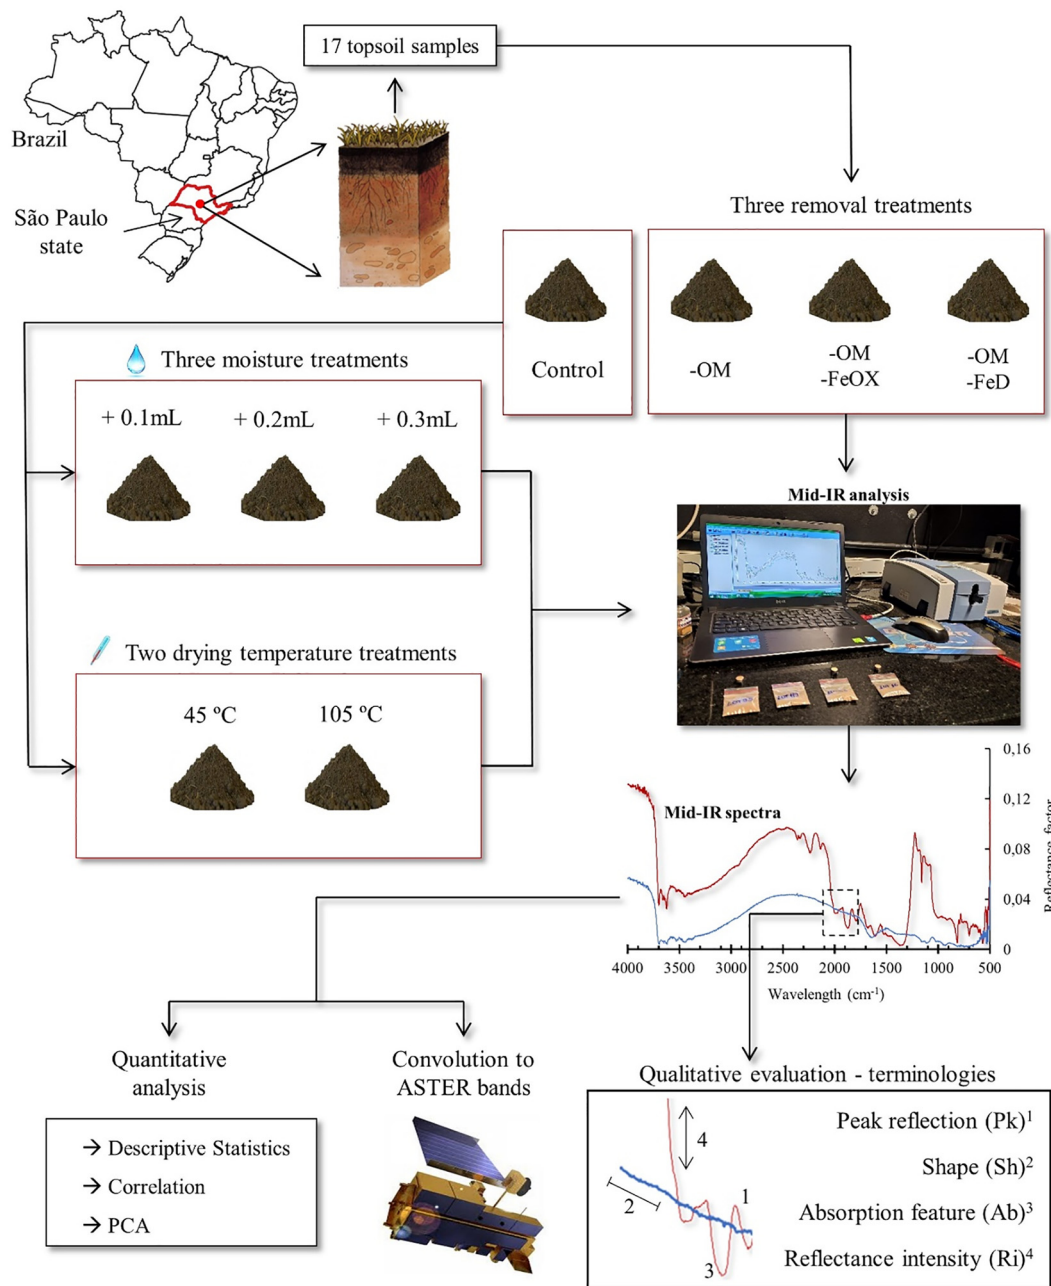 17 topsoil samples
Brazil
São Paulo
state
Three removal treatments
Control
-OM
-OM
-FeOX
-OM
-FeD
Three moisture treatments
+ 0.1mL
+ 0.2mL
+ 0.3mL
Mid-IR analysis
Two drying temperature treatments
45 ºC
105 ºC
Mid-IR spectra
0,16
0,12
0,08
0,04
0
Reflectance factor
4000 3500 3000 2500 2000 1500 1000 500
Wavelength (cm-1)
Quantitative
analysis
→ Descriptive Statistics
→ Correlation
→ PCA
Convolution to
ASTER bands
Qualitative evaluation - terminologies
4
2
1
3
Peak reflection (Pk)¹
Shape (Sh)²
Absorption feature (Ab)³
Reflectance intensity (Ri)⁴